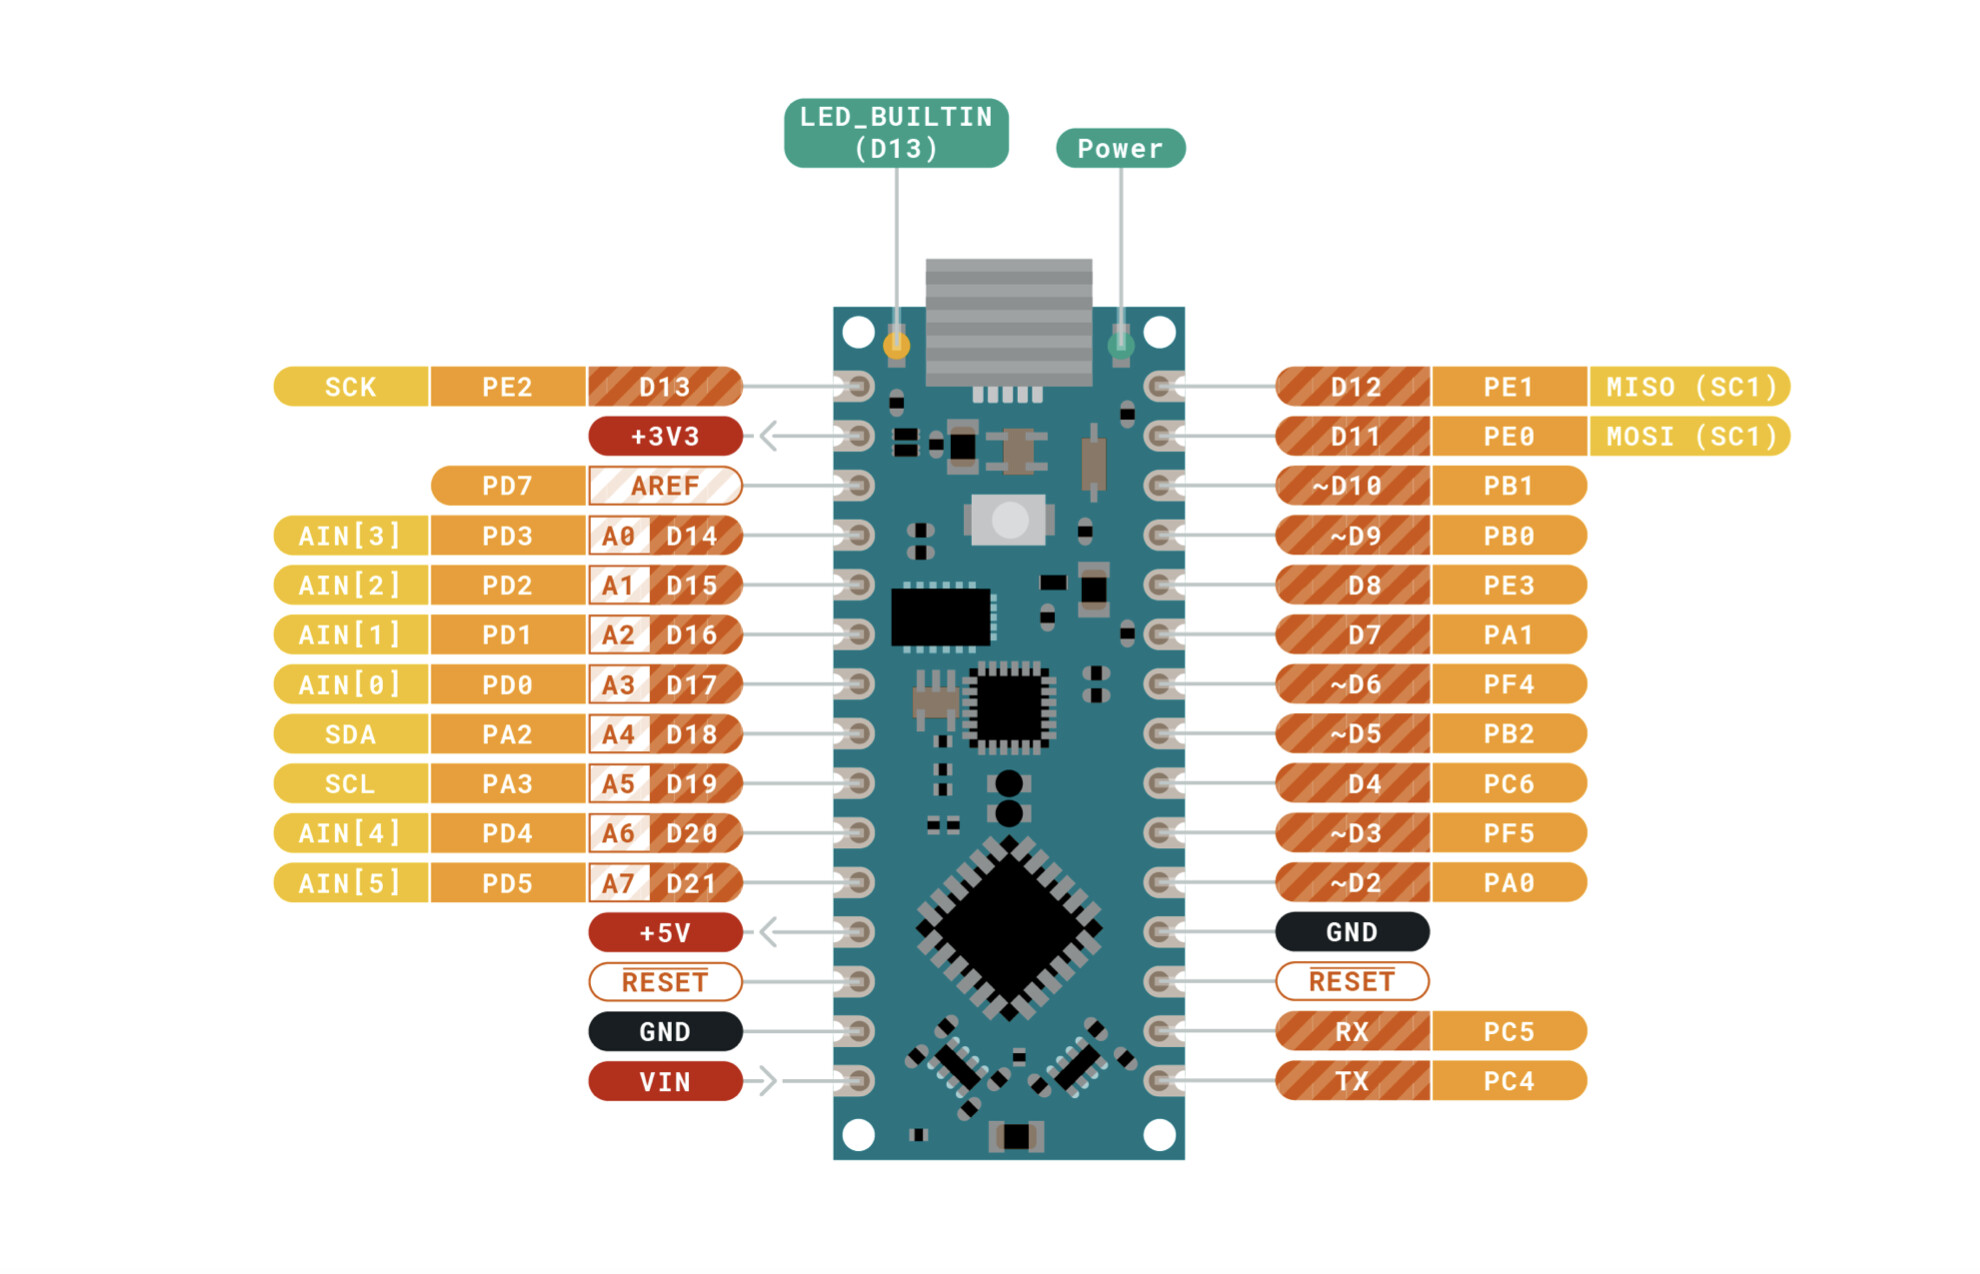 LED_BUILTIN
(D13)
Power
SCK PE2 D13
D12 PE1 MISO (SC1)
+3V3
D11 PE0 MOSI (SC1)
PD7 AREF
~D10 PB1
AIN[3] PD3 A0 D14
~D9 PB0
AIN[2] PD2 A1 D15
D8 PE3
AIN[1] PD1 A2 D16
D7 PA1
AIN[0] PD0 A3 D17
~D6 PF4
SDA PA2 A4 D18
~D5 PB2
SCL PA3 A5 D19
D4 PC6
AIN[4] PD4 A6 D20
~D3 PF5
AIN[5] PD5 A7 D21
~D2 PA0
+5V
GND
RESET
RESET
GND
RX PC5
VIN
TX PC4